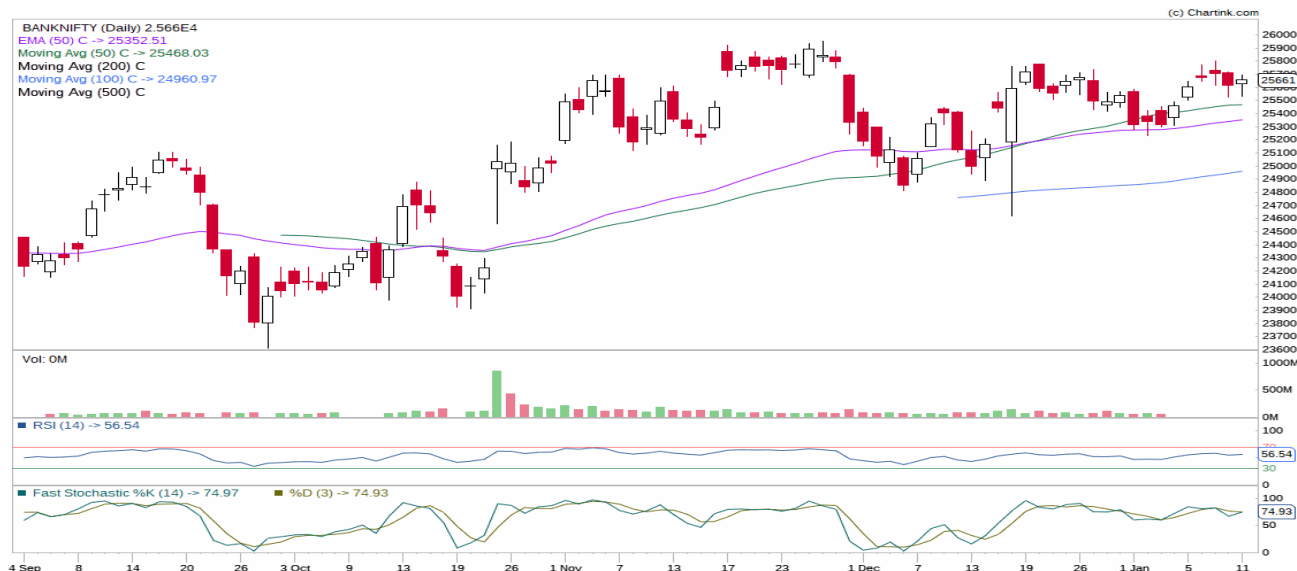 (c) Chartink.com
BANKNIFTY (Daily) 2.566E4
EMA (50) C -> 25352.51
Moving Avg (50) C -> 25468.03
Moving Avg (200) C
Moving Avg (100) C -> 24960.97
Moving Avg (500) C
26000
25900
25800
25661
25500
25400
25300
25200
25100
25000
24900
24800
24700
24600
24500
24400
24300
24200
24100
24000
23900
23800
23700
23600
Vol: 0M
1000M
500M
0M
RSI (14) -> 56.54
100
70
56.54
30
0
Fast Stochastic %K (14) -> 74.97 %D (3) -> 74.93
100
74.93
50
0
4 Sep 8 14 20 26 3 Oct 9 13 19 26 1 Nov 7 13 17 23 1 Dec 7 13 19 26 1 Jan 5 11